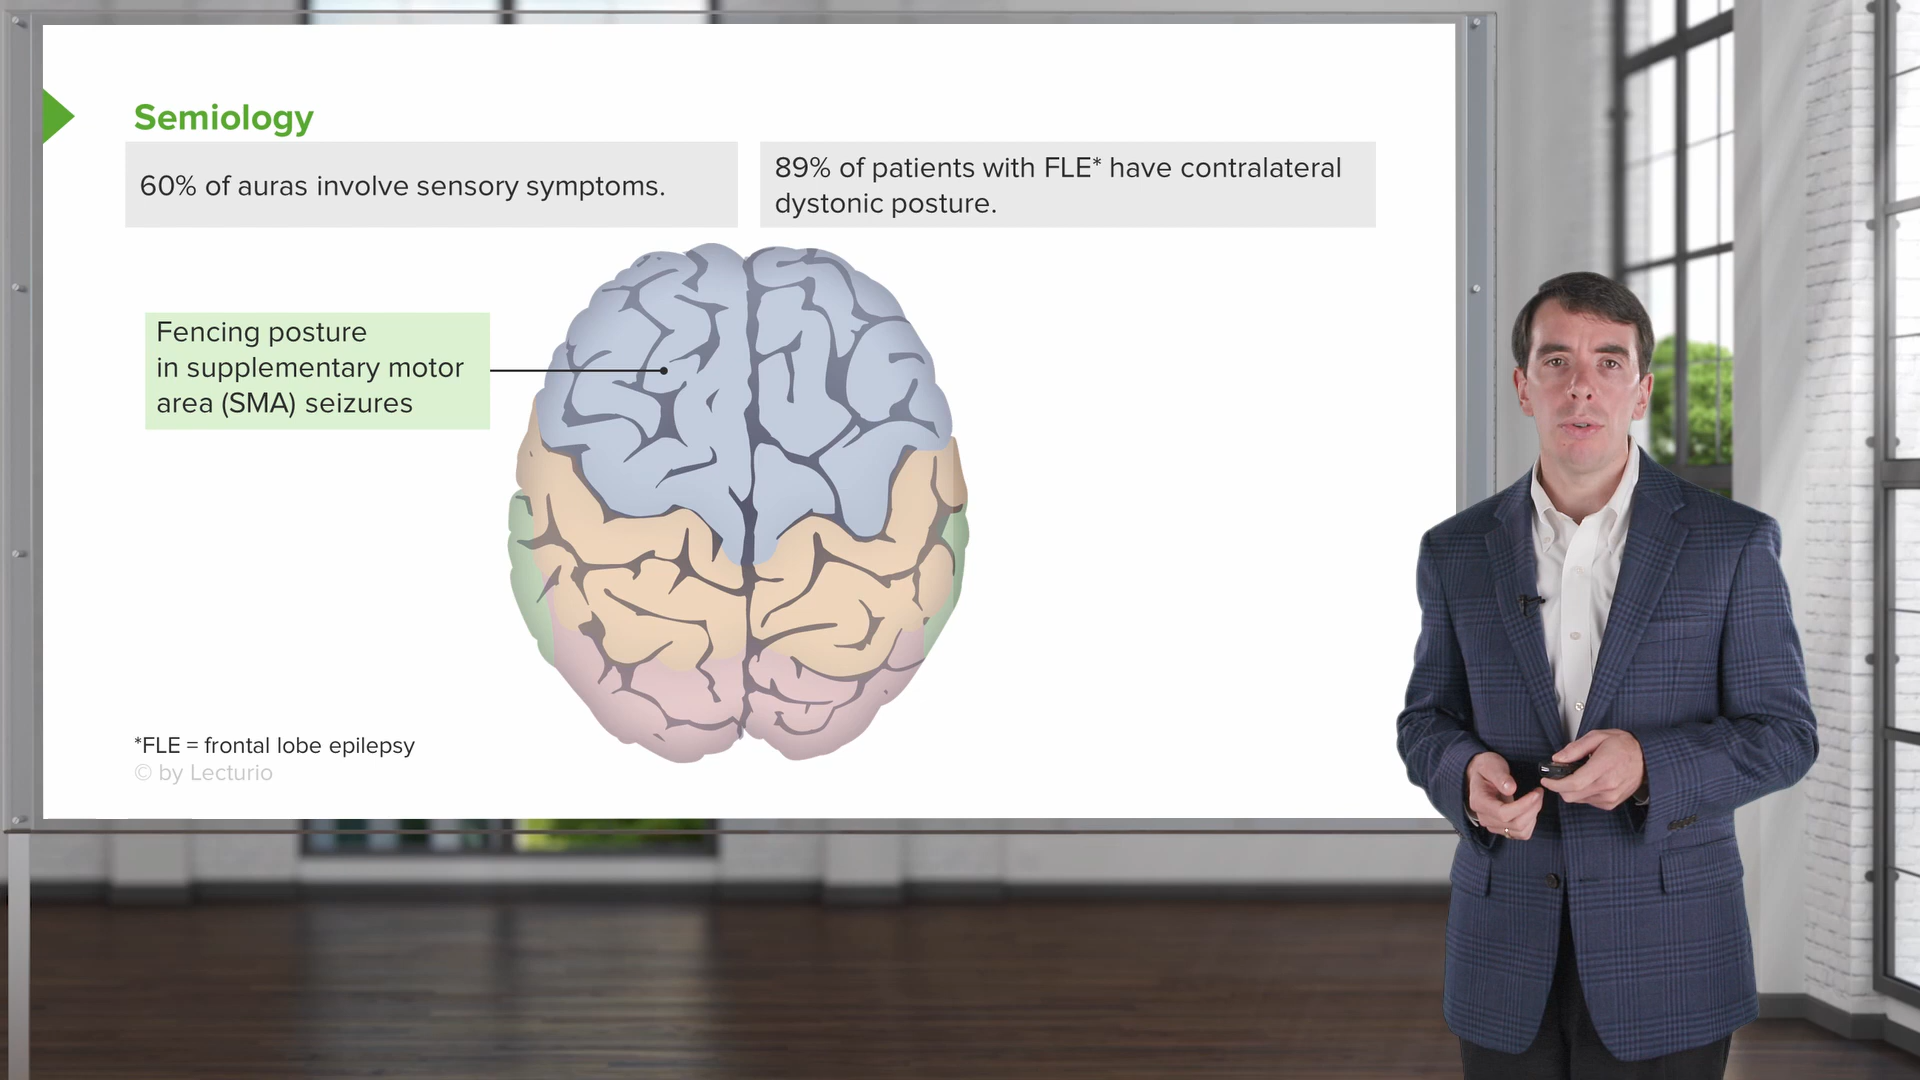 Semiology
60% of auras involve sensory symptoms.
89% of patients with FLE* have contralateral
dystonic posture.
Fencing posture
in supplementary motor
area (SMA) seizures
*FLE = frontal lobe epilepsy
© by Lecturio